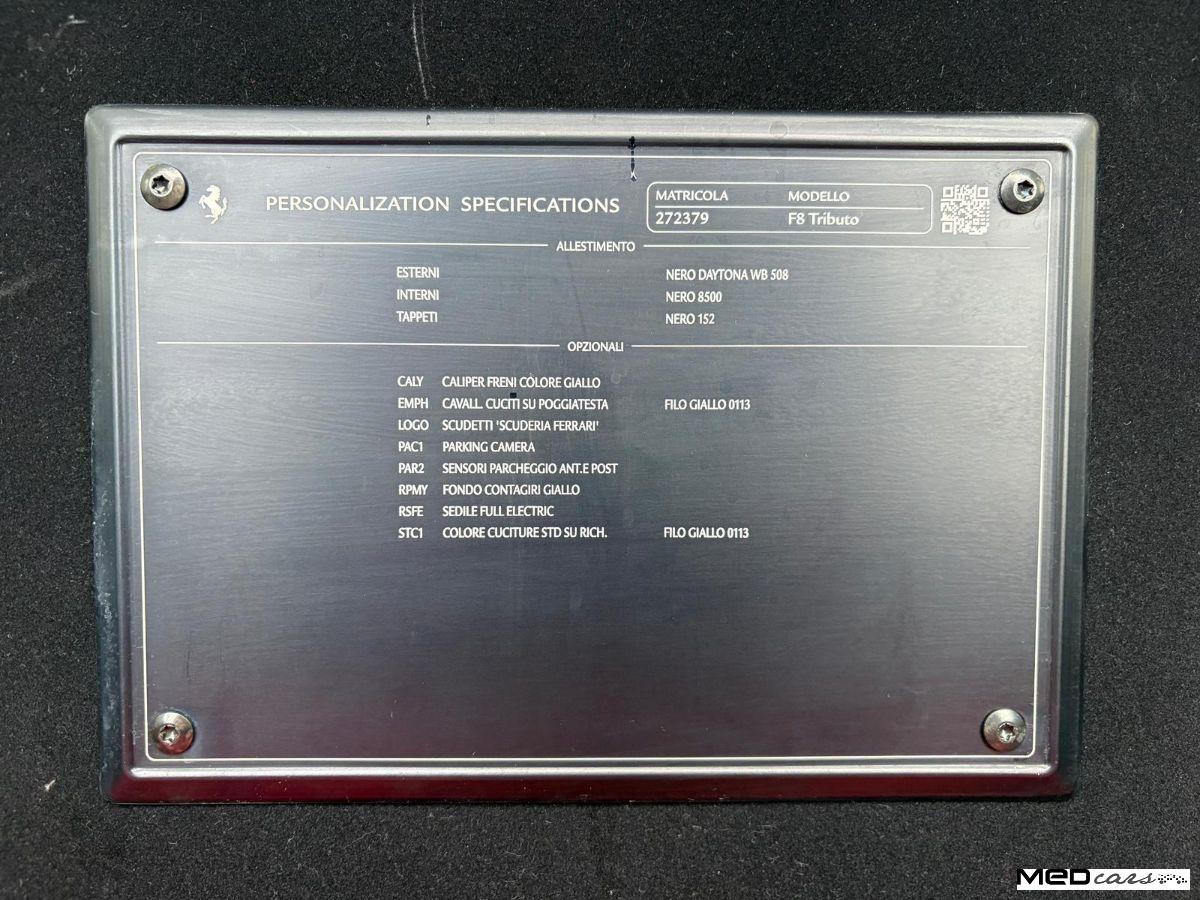 PERSONALIZATION SPECIFICATIONS
MATRICOLA MODELLO
272379 F8 Tributo
ALLESTIMENTO
ESTERNI NERO DAYTONA WB 508
INTERNI NERO 8500
TAPPETI NERO 152
OPZIONALI
CALY CALIPER FRENI COLORE GIALLO
EMPH CAVALL. CUCITI SU POGGIATESTA FILO GIALLO 0113
LOGO SCUDETTI 'SCUDERIA FERRARI'
PAC1 PARKING CAMERA
PAR2 SENSORI PARCHEGGIO ANT.E POST
RPMY FONDO CONTAGIRI GIALLO
RSFE SEDILE FULL ELECTRIC
STC1 COLORE CUCITURE STD SU RICH. FILO GIALLO 0113
MEDcars